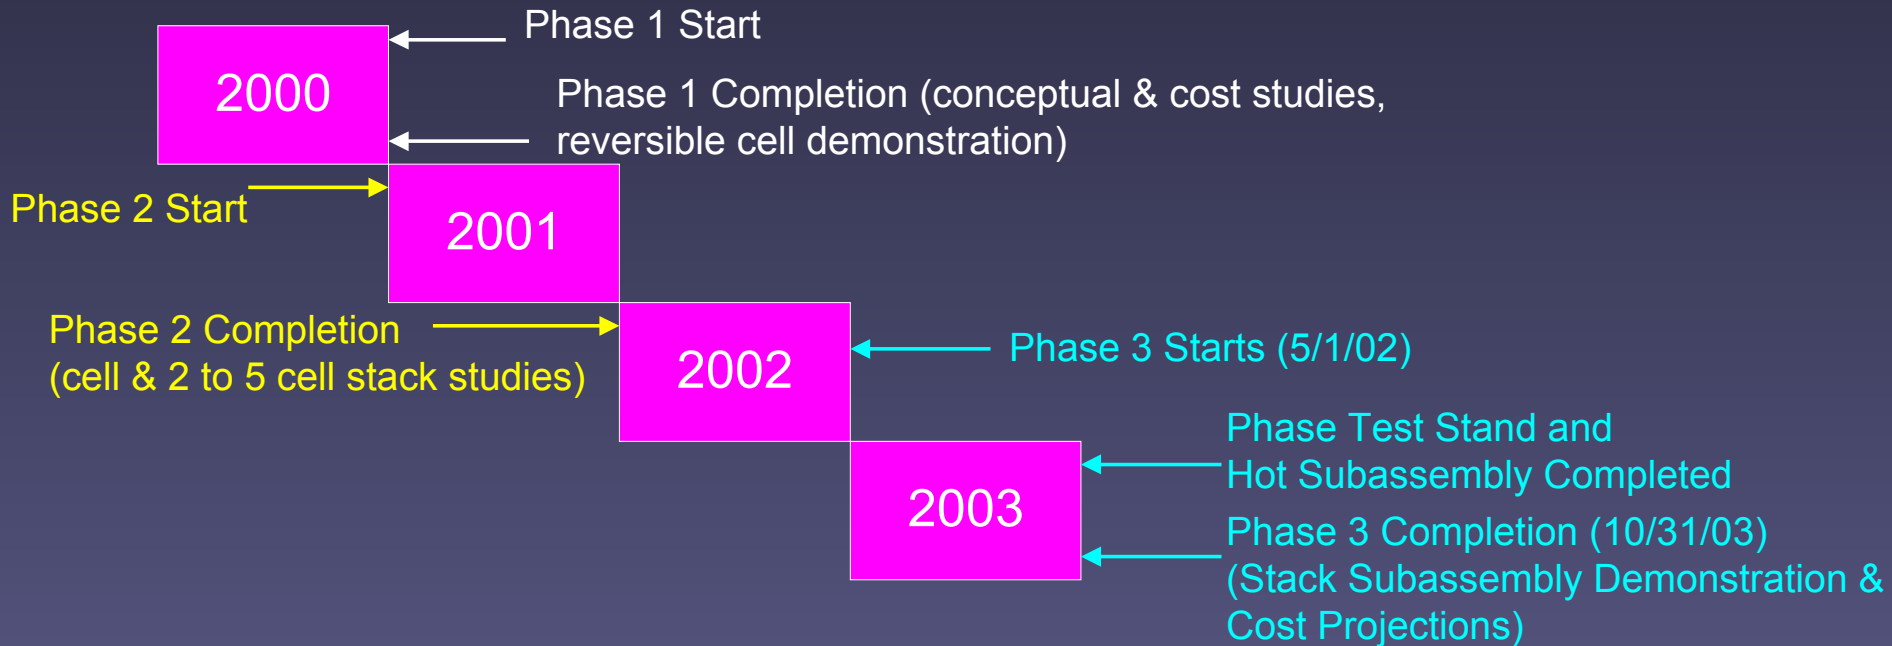 Phase 1 Start
2000
Phase 1 Completion (conceptual & cost studies,
reversible cell demonstration)
Phase 2 Start
2001
Phase 2 Completion
(cell & 2 to 5 cell stack studies)
2002
Phase 3 Starts (5/1/02)
2003
Phase Test Stand and
Hot Subassembly Completed
Phase 3 Completion (10/31/03)
(Stack Subassembly Demonstration &
Cost Projections)